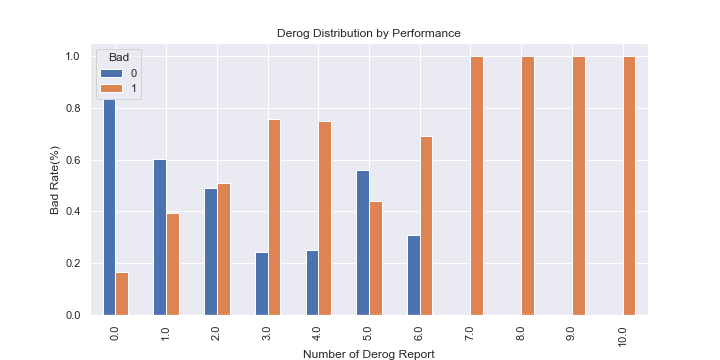 Derog Distribution by Performance
Bad
0
1
Bad Rate(%)
1.0
0.8
0.6
0.4
0.2
0.0
0.0 1.0 2.0 3.0 4.0 5.0 6.0 7.0 8.0 9.0 10.0
Number of Derog Report